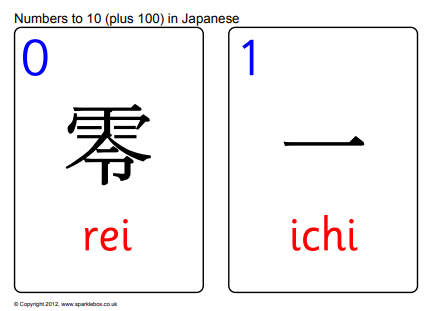 Numbers to 10 (plus 100) in Japanese
0
零
rei
1
一
ichi
© Copyright 2012, www.sparklebox.co.uk